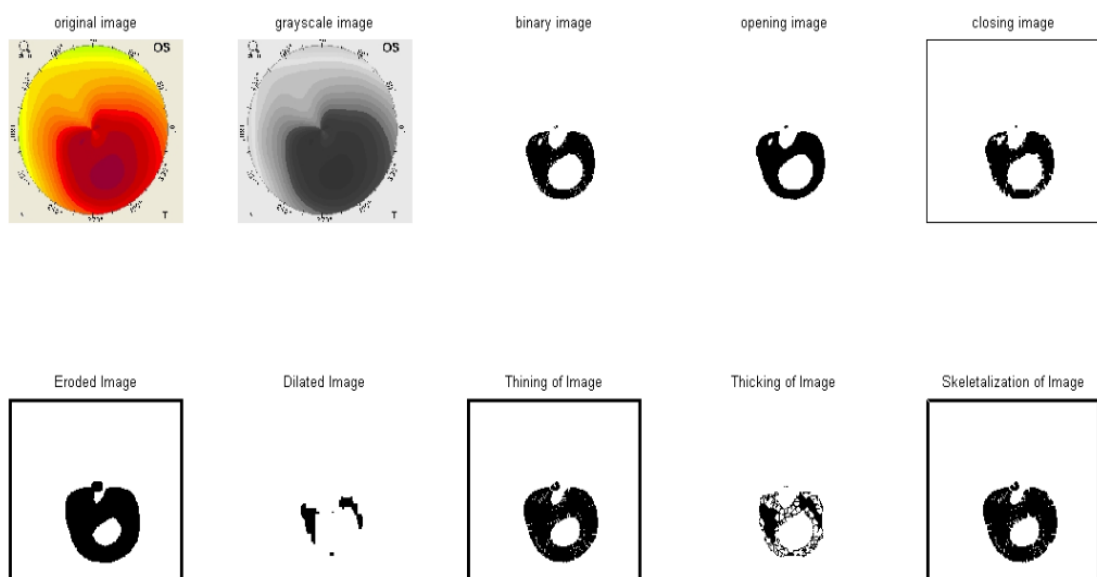 original image
grayscale image
binary image
opening image
closing image
OS
OS
T
T
Eroded Image
Dilated Image
Thining of Image
Thicking of Image
Skeletalization of Image